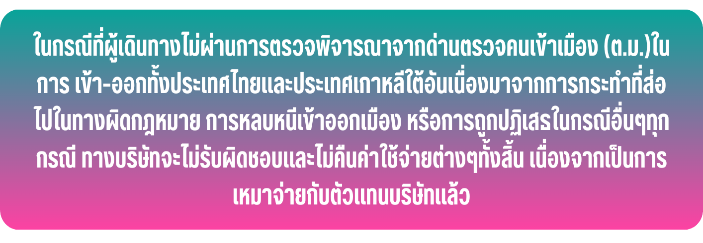 ในกรณีที่ผู้เดินทางไม่ผ่านการตรวจพิจารณาจากด่านตรวจคนเข้าเมือง (ต.ม.)ใน
การ เข้า-ออกทั้งประเทศไทยและประเทศเกาหลีใต้อันเนื่องมาจากการกระทำที่ส่อ
ไปในทางผิดกฎหมาย การหลบหนีเข้าออกเมือง หรือการถูกปฏิเสธในกรณีอื่นๆทุก
กรณี ทางบริษัทจะไม่รับผิดชอบและไม่คืนค่าใช้จ่ายต่างๆทั้งสิ้น เนื่องจากเป็นการ
เหมาจ่ายกับตัวแทนบริษัทแล้ว